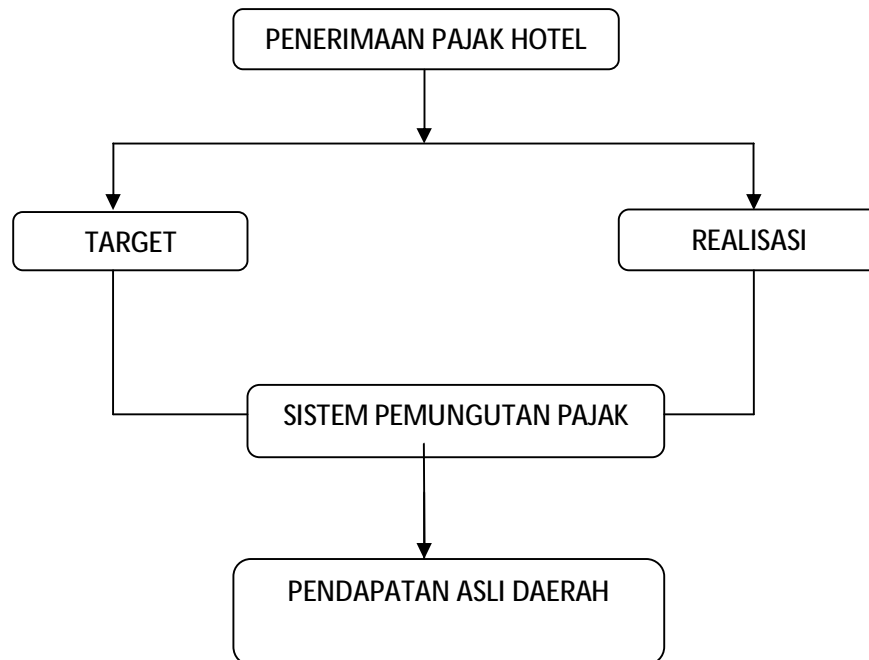 PENERIMAAN PAJAK HOTEL
TARGET
REALISASI
SISTEM PEMUNGUTAN PAJAK
PENDAPATAN ASLI DAERAH